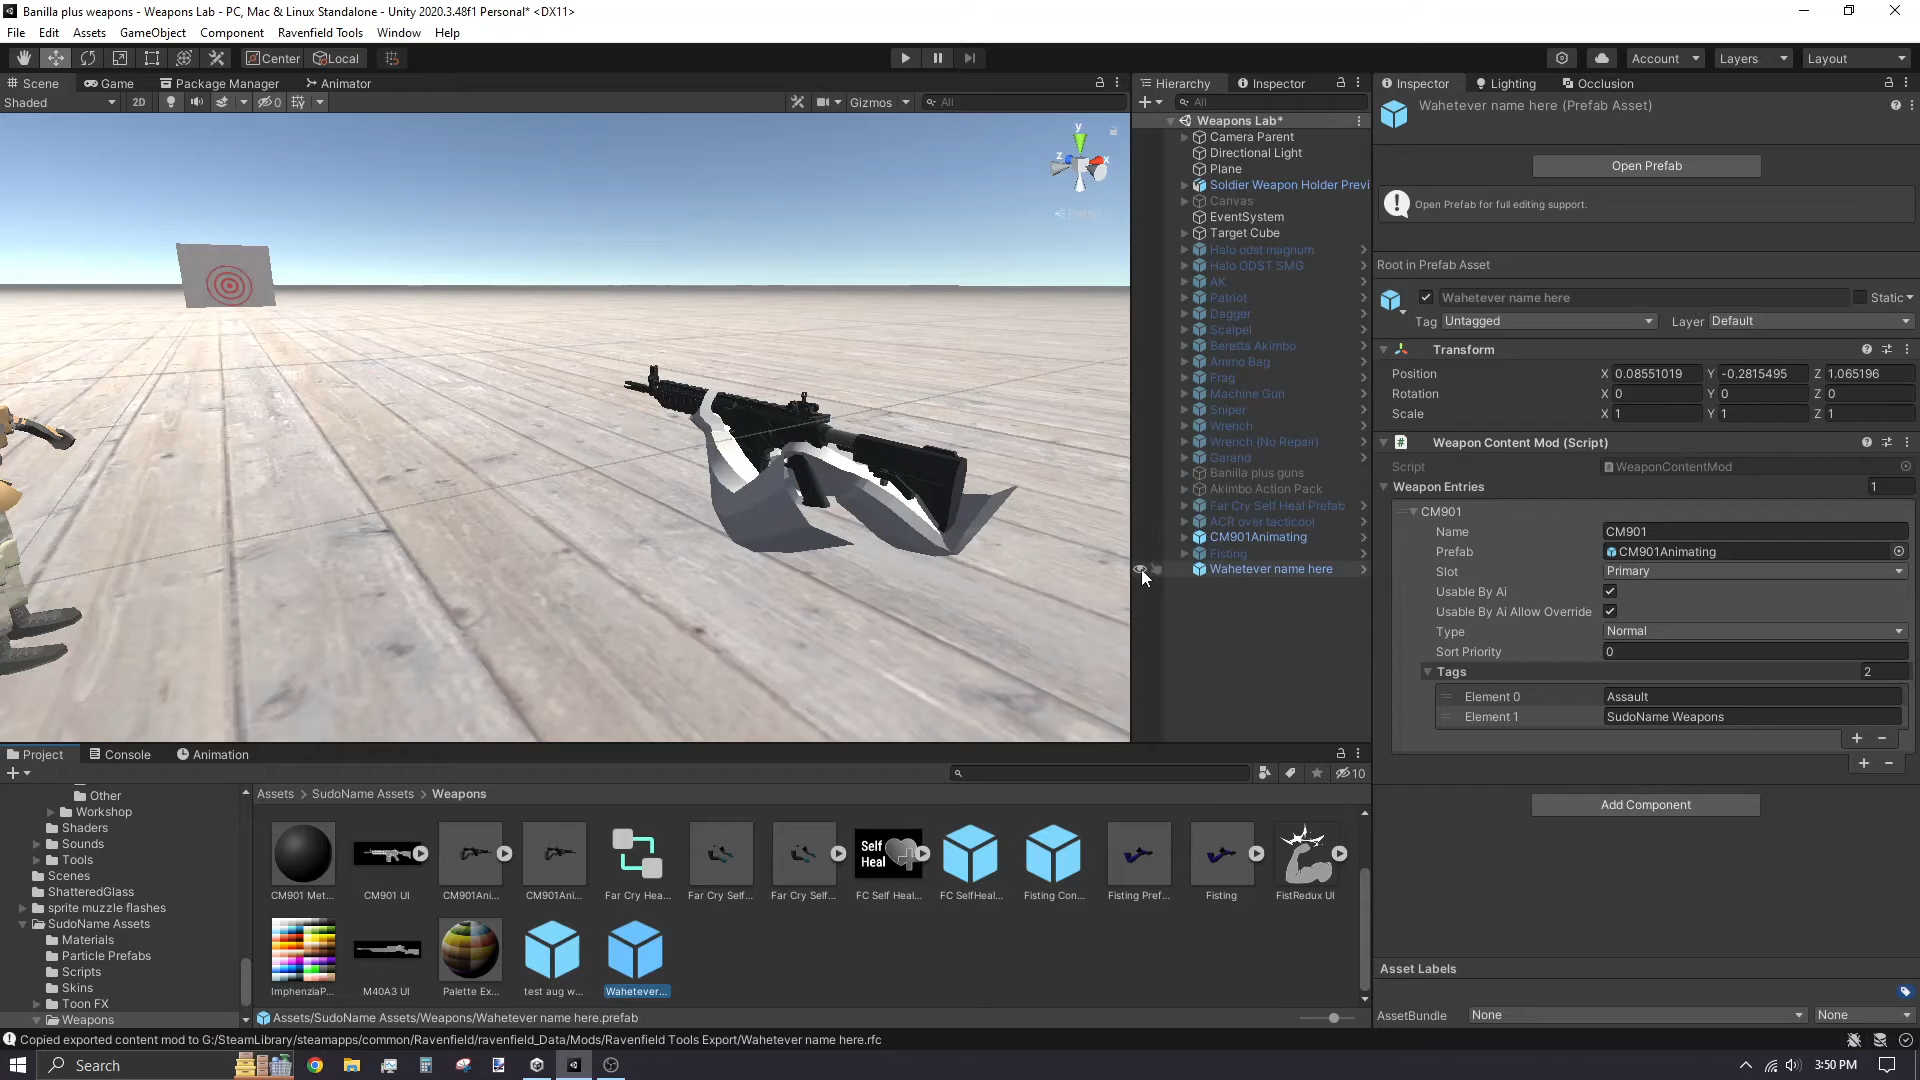 Banilla plus weapons - Weapons Lab - PC, Mac & Linux Standalone - Unity 2020.3.48f1 Personal* <DX11>
File Edit Assets GameObject Component Ravenfield Tools Window Help
Center Local Account Layers Layout
Scene Game Package Manager Animator
Shaded 2D 0 Gizmos All
y
x
z
Hierarchy Inspector
All
Weapons Lab*
Camera Parent
Directional Light
Plane
Soldier Weapon Holder Previ
Canvas
EventSystem
Target Cube
Halo odst magnum
Halo ODST SMG
AK
Patriot
Dagger
Scalpel
Beretta Akimbo
Ammo Bag
Frag
Machine Gun
Sniper
Wrench
Wrench (No Repair)
Garand
Banilla plus guns
Akimbo Action Pack
Far Cry Self Heal Prefab
ACR over tacticool
CM901Animating
Fisting
Wahetever name here
Inspector Lighting Occlusion
Wahetever name here (Prefab Asset)
Open Prefab
Open Prefab for full editing support.
Root in Prefab Asset
Wahetever name here Static
Tag Untagged Layer Default
Transform
Position X 0.08551019 Y -0.2815495 Z 1.065196
Rotation X 0 Y 0 Z 0
Scale X 1 Y 1 Z 1
# Weapon Content Mod (Script)
Script WeaponContentMod
Weapon Entries 1
CM901
Name CM901
Prefab CM901Animating
Slot Primary
Usable By Ai
Usable By Ai Allow Override
Type Normal
Sort Priority 0
Tags 2
Element 0 Assault
Element 1 SudoName Weapons
Add Component
Asset Labels
AssetBundle None None
Project Console Animation
10
Other
Workshop
Shaders
Sounds
Tools
Scenes
ShatteredGlass
sprite muzzle flashes
SudoName Assets
Materials
Particle Prefabs
Scripts
Skins
Toon FX
Weapons
Assets > SudoName Assets > Weapons
Self
Heal
CM901 Met... CM901 UI CM901Ani... CM901Ani... Far Cry Hea... Far Cry Self... Far Cry Self... FC Self Heal... FC SelfHeal... Fisting Con... Fisting Pref... Fisting FistRedux UI
ImphenziaP... M40A3 UI Palette Ex... test aug w... Wahetever...
Assets/SudoName Assets/Weapons/Wahetever name here.prefab
Copied exported content mod to G:/SteamLibrary/steamapps/common/Ravenfield/ravenfield_Data/Mods/Ravenfield Tools Export/Wahetever name here.rfc
Search 3:50 PM